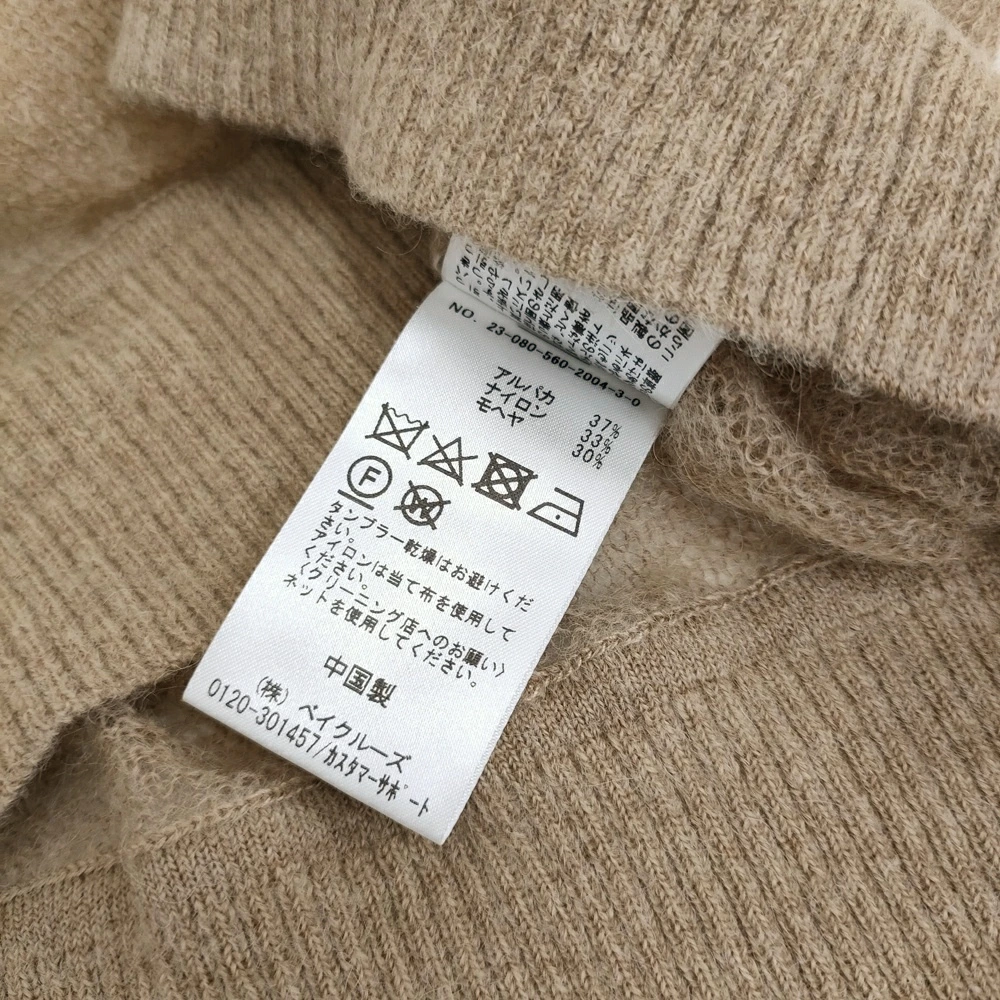 NO. 23-080-560-2004-3-0
アルパカ 37%
ナイロン 33%
モヘヤ 30%
F
W
タンブラー乾燥はお避けくだ
さい。
アイロンは当て布を使用して
ください。
〈クリーニング店へのお願い〉
ネットを使用してください。
中国製
(株) ベイクルーズ
0120-301457/カスタマーサポート